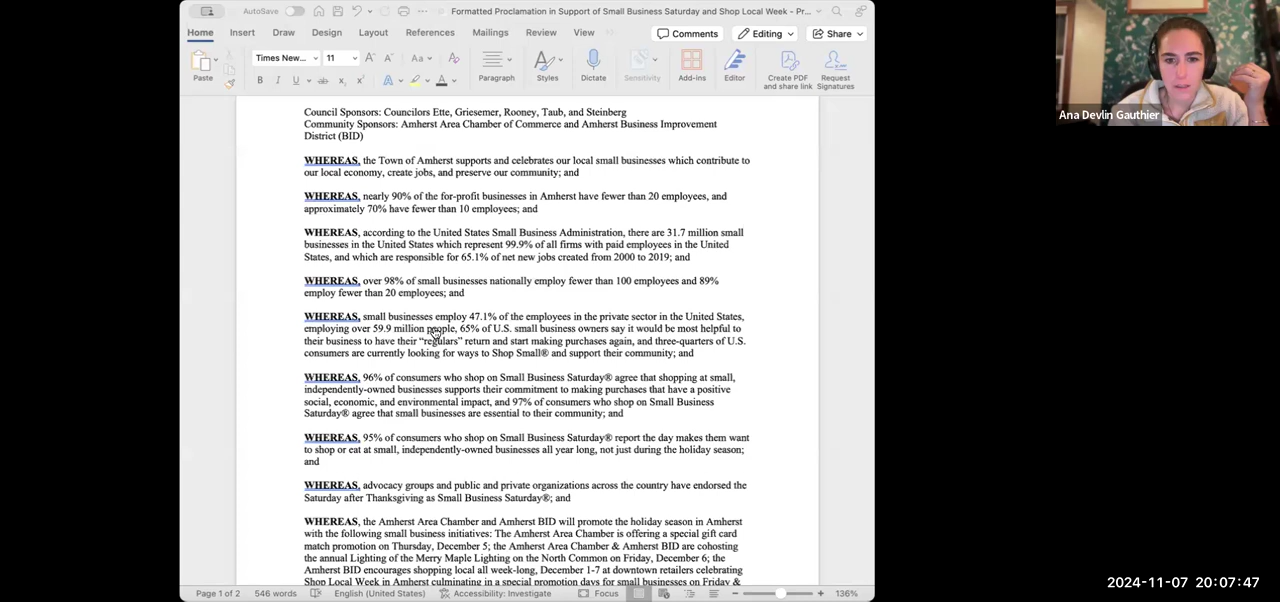 AutoSave
Formatted Proclamation in Support of Small Business Saturday and Shop Local Week - Pr...
Home Insert Draw Design Layout References Mailings Review View Comments Editing Share
Times New... 11
Paste Paragraph Styles Dictate Sensitivity Add-ins Editor Create PDF and share link Request Signatures
Council Sponsors: Councilors Ette, Griesemer, Rooney, Taub, and Steinberg
Community Sponsors: Amherst Area Chamber of Commerce and Amherst Business Improvement
District (BID)
WHEREAS, the Town of Amherst supports and celebrates our local small businesses which contribute to
our local economy, create jobs, and preserve our community; and
WHEREAS, nearly 90% of the for-profit businesses in Amherst have fewer than 20 employees, and
approximately 70% have fewer than 10 employees; and
WHEREAS, according to the United States Small Business Administration, there are 31.7 million small
businesses in the United States which represent 99.9% of all firms with paid employees in the United
States, and which are responsible for 65.1% of net new jobs created from 2000 to 2019; and
WHEREAS, over 98% of small businesses nationally employ fewer than 100 employees and 89%
employ fewer than 20 employees; and
WHEREAS, small businesses employ 47.1% of the employees in the private sector in the United States,
employing over 59.9 million people, 65% of U.S. small business owners say it would be most helpful to
their business to have their “regulars” return and start making purchases again, and three-quarters of U.S.
consumers are currently looking for ways to Shop Small® and support their community; and
WHEREAS, 96% of consumers who shop on Small Business Saturday® agree that shopping at small,
independently-owned businesses supports their commitment to making purchases that have a positive
social, economic, and environmental impact, and 97% of consumers who shop on Small Business
Saturday® agree that small businesses are essential to their community; and
WHEREAS, 95% of consumers who shop on Small Business Saturday® report the day makes them want
to shop or eat at small, independently-owned businesses all year long, not just during the holiday season;
and
WHEREAS, advocacy groups and public and private organizations across the country have endorsed the
Saturday after Thanksgiving as Small Business Saturday®; and
WHEREAS, the Amherst Area Chamber and Amherst BID will promote the holiday season in Amherst
with the following small business initiatives: The Amherst Area Chamber is offering a special gift card
match promotion on Thursday, December 5; the Amherst Area Chamber & Amherst BID are cohosting
the annual Lighting of the Merry Maple Lighting on the North Common on Friday, December 6; the
Amherst BID encourages shopping local all week-long, December 1-7 at downtown retailers celebrating
Shop Local Week in Amherst culminating in a special promotion days for small businesses on Friday &
Page 1 of 2 546 words English (United States) Accessibility: Investigate Focus 136%
Ana Devlin Gauthier
2024-11-07 20:07:47